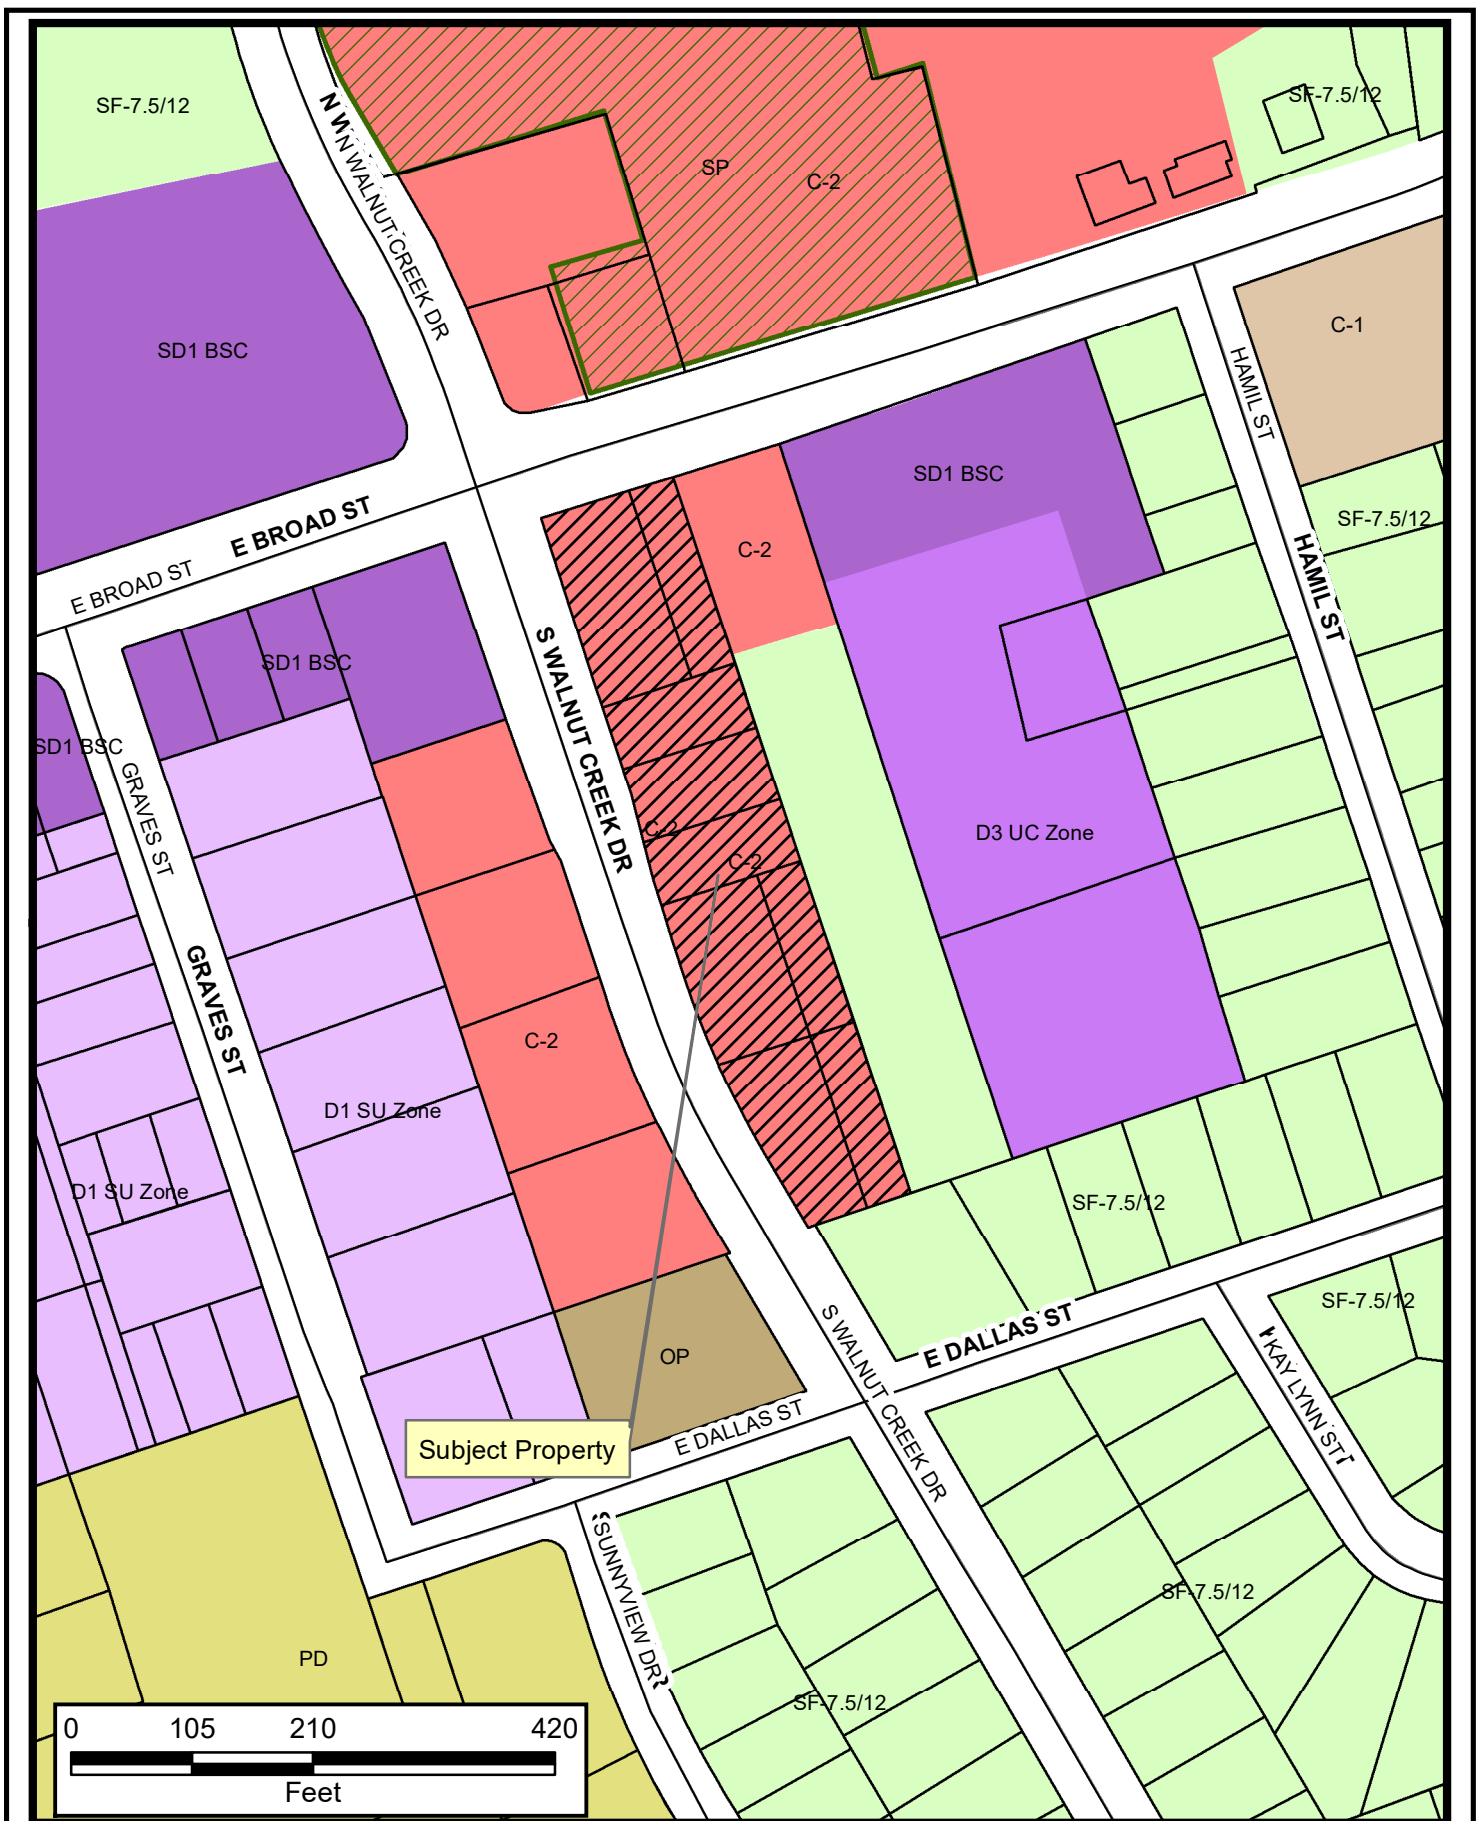 SF-7.5/12
SF-7.5/12
N WALNUT CREEK DR
SP
C-2
SD1 BSC
C-1
HAMIL ST
SD1 BSC
E BROAD ST
SF-7.5/12
C-2
E BROAD ST
HAMIL ST
SD1 BSC
S WALNUT CREEK DR
SD1 BSC
GRAVES ST
C-2
C-2
D3 UC Zone
GRAVES ST
C-2
D1 SU Zone
D1 SU Zone
SF-7.5/12
SF-7.5/12
E DALLAS ST
OP
S WALNUT CREEK DR
KAY LYNN ST
E DALLAS ST
Subject Property
SUNNYVIEW DR
SF-7.5/12
PD
SF-7.5/12
0 105 210 420
Feet